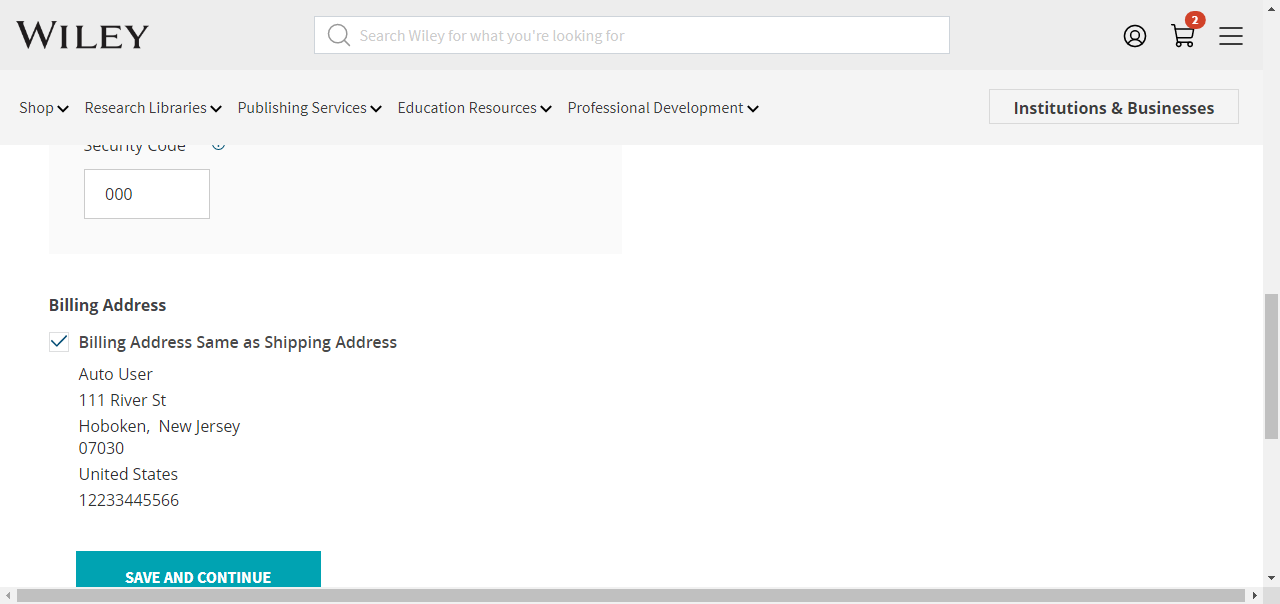 WILEY
Search Wiley for what you're looking for
2
Shop
Research Libraries
Publishing Services
Education Resources
Professional Development
Institutions & Businesses
Security Code
000
Billing Address
Billing Address Same as Shipping Address
Auto User
111 River St
Hoboken,  New Jersey
07030
United States
12233445566
SAVE AND CONTINUE